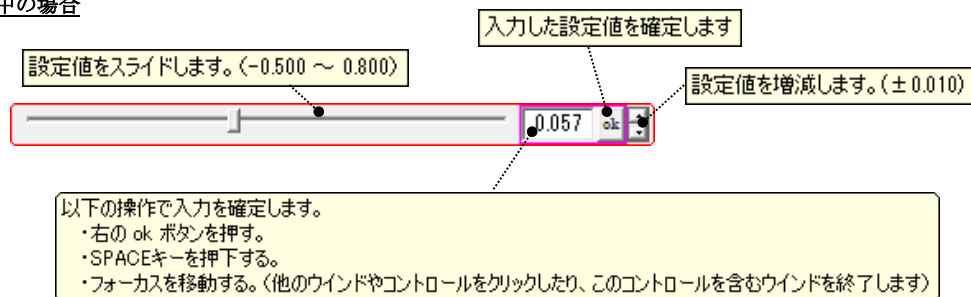 中の場合
入力した設定値を確定します
設定値をスライドします。（-0.500 ～ 0.800）
設定値を増減します。（±0.010）
0.057 ok
以下の操作で入力を確定します。
・右の ok ボタンを押す。
・SPACEキーを押下する。
・フォーカスを移動する。（他のウインドやコントロールをクリックしたり、このコントロールを含むウインドを終了します）